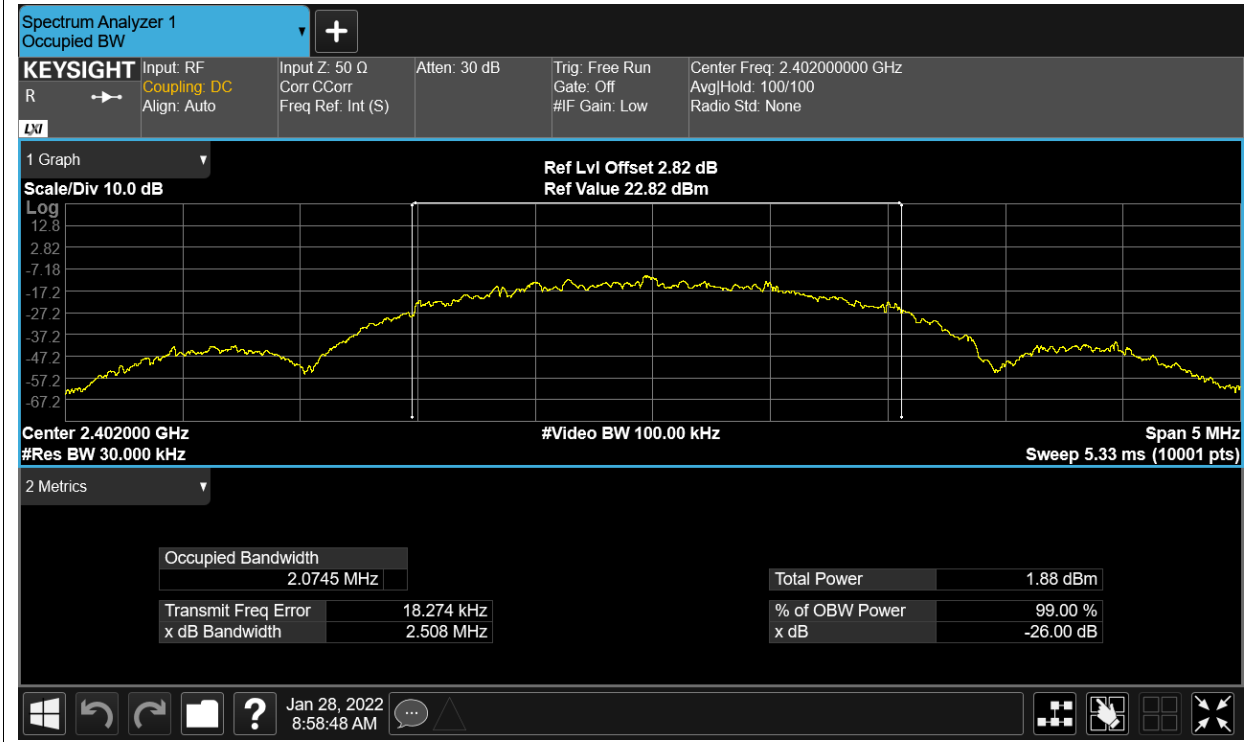 Spectrum Analyzer 1
Occupied BW
KEYSIGHT
R
LXI
Input: RF
Coupling: DC
Align: Auto
Input Z: 50 Ω
Corr CCorr
Freq Ref: Int (S)
Atten: 30 dB
Trig: Free Run
Gate: Off
#IF Gain: Low
Center Freq: 2.402000000 GHz
Avg|Hold: 100/100
Radio Std: None
1 Graph
Scale/Div 10.0 dB
Ref Lvl Offset 2.82 dB
Ref Value 22.82 dBm
Log
12.8
2.82
-7.18
-17.2
-27.2
-37.2
-47.2
-57.2
-67.2
Center 2.402000 GHz
#Res BW 30.000 kHz
#Video BW 100.00 kHz
Span 5 MHz
Sweep 5.33 ms (10001 pts)
2 Metrics
Occupied Bandwidth
2.0745 MHz
Transmit Freq Error 18.274 kHz
x dB Bandwidth 2.508 MHz
Total Power 1.88 dBm
% of OBW Power 99.00 %
x dB -26.00 dB
Jan 28, 2022
8:58:48 AM